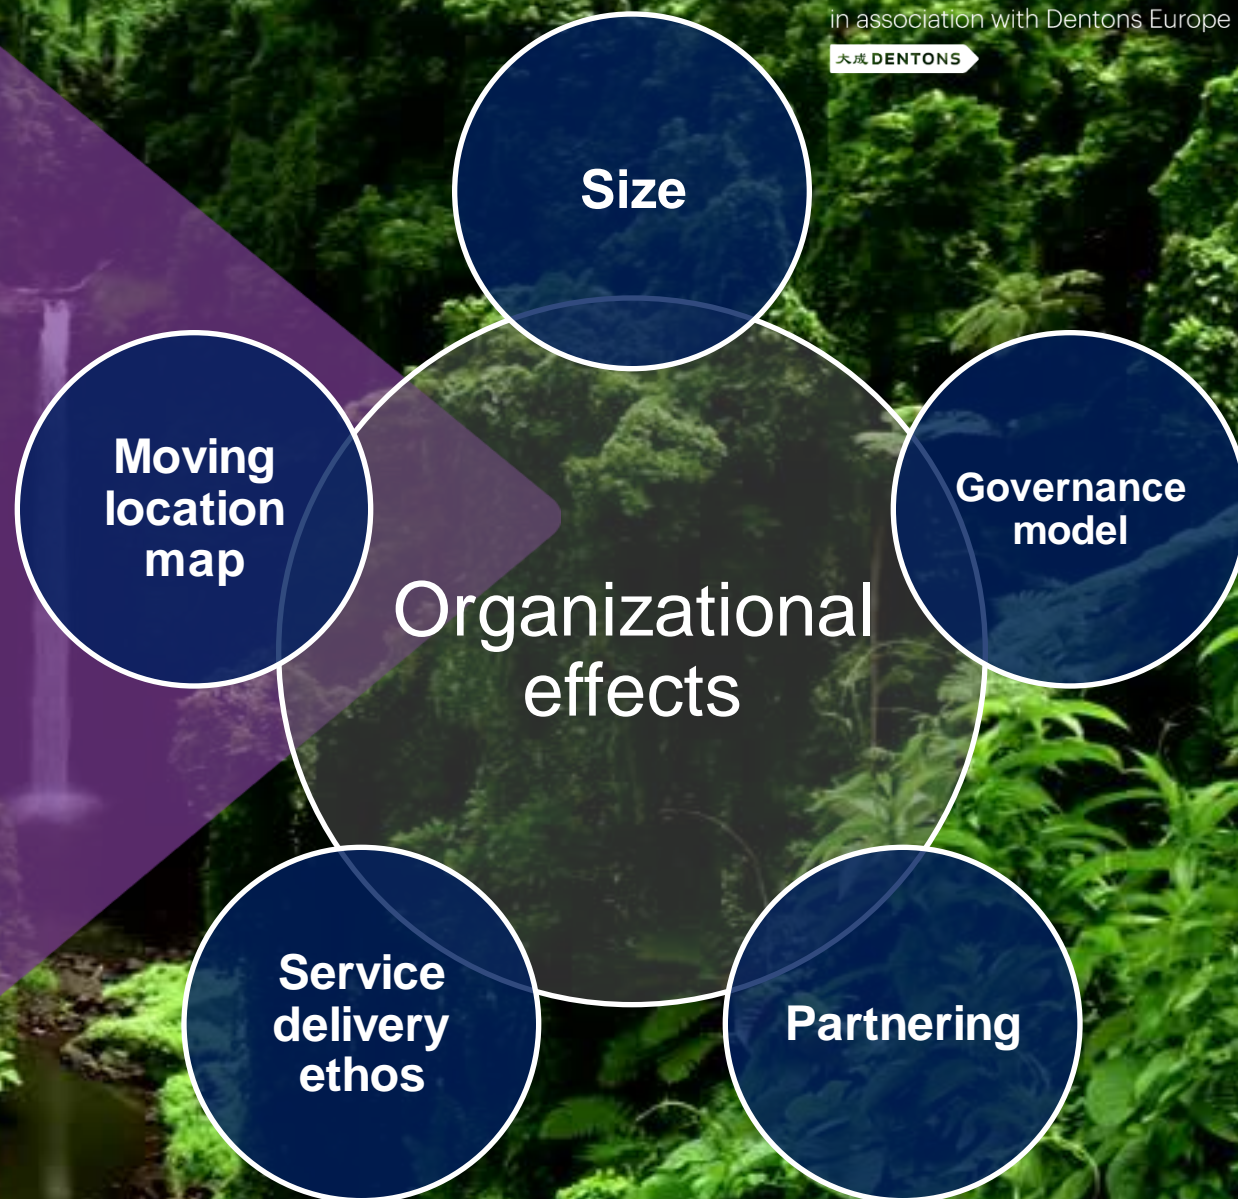 in association with Dentons Europe
大成 DENTONS
Size
Moving
location
map
Governance
model
Organizational
effects
Service
delivery
ethos
Partnering